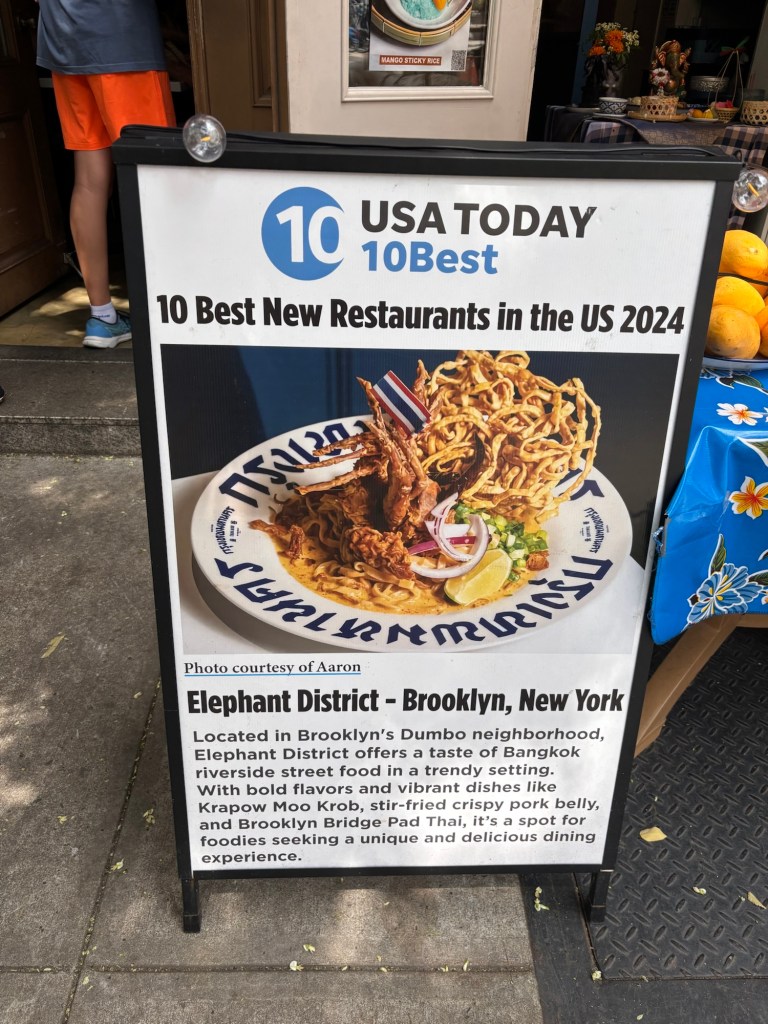 MANGO STICKY RICE
10 USA TODAY
10Best
10 Best New Restaurants in the US 2024
Photo courtesy of Aaron
Elephant District - Brooklyn, New York
Located in Brooklyn's Dumbo neighborhood,
Elephant District offers a taste of Bangkok
riverside street food in a trendy setting.
With bold flavors and vibrant dishes like
Krapow Moo Krob, stir-fried crispy pork belly,
and Brooklyn Bridge Pad Thai, it's a spot for
foodies seeking a unique and delicious dining
experience.